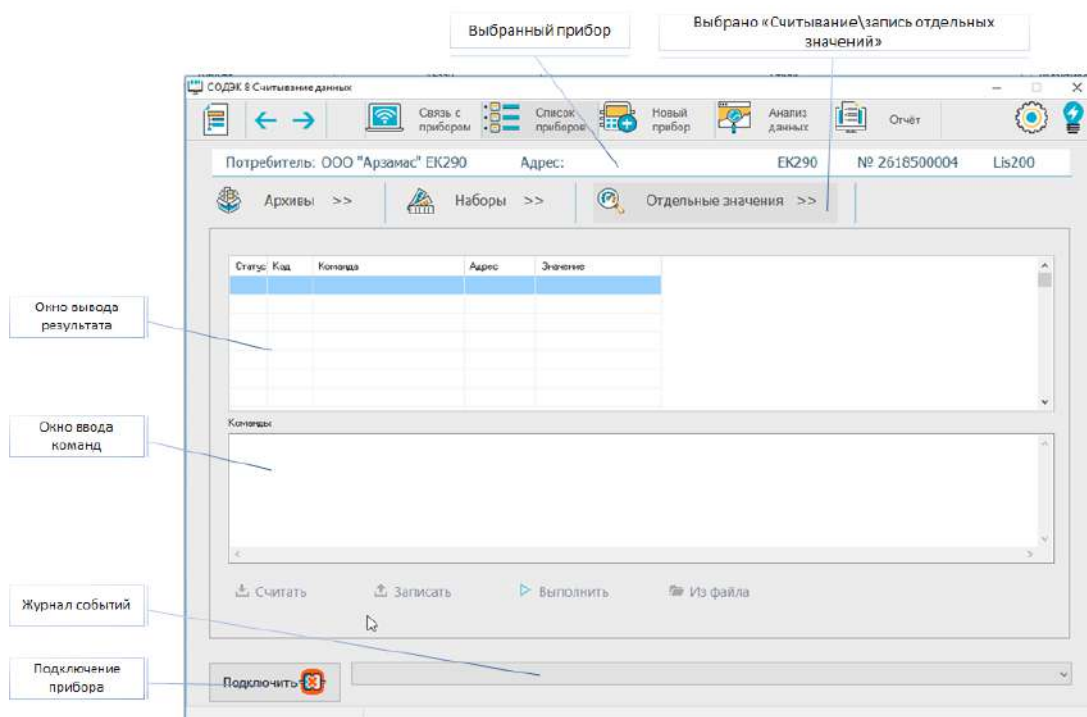 Выбранный прибор
Выбрано «Считывание\запись отдельных
значений»
СОДЭК 8 Считывание данных
Связь с
прибором
Список
приборов
Новый
прибор
Анализ
данных
Отчёт
Потребитель: ООО "Арзамас" ЕК290 Адрес: ЕК290 № 2618500004 Lis200
Архивы >> Наборы >> Отдельные значения >>
Статус Код Команда Адрес Значение
Окно вывода
результата
Команды
Окно ввода
команд
Считать Записать Выполнить Из файла
Журнал событий
Подключение
прибора
Подключить